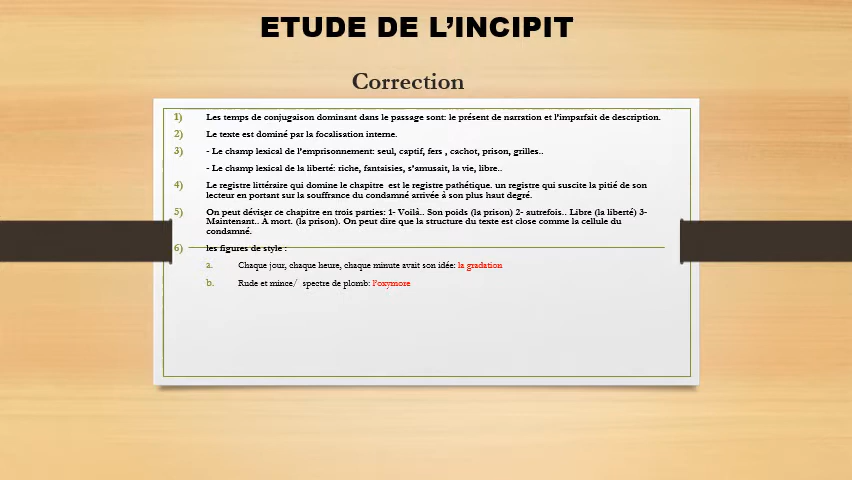 ETUDE DE L’INCIPIT
Correction
1) Les temps de conjugaison dominant dans le passage sont: le présent de narration et l’imparfait de description.
2) Le texte est dominé par la focalisation interne.
3) - Le champ lexical de l’emprisonnement: seul, captif, fers , cachot, prison, grilles..
- Le champ lexical de la liberté: riche, fantaisies, s’amusait, la vie, libre..
4) Le registre littéraire qui domine le chapitre est le registre pathétique. un registre qui suscite la pitié de son
lecteur en portant sur la souffrance du condamné arrivée à son plus haut degré.
5) On peut déviser ce chapitre en trois parties: 1- Voilà.. Son poids (la prison) 2- autrefois.. Libre (la liberté) 3-
Maintenant.. A mort. (la prison). On peut dire que la structure du texte est close comme la cellule du
condamné.
6) les figures de style :
a. Chaque jour, chaque heure, chaque minute avait son idée: la gradation
b. Rude et mince/ spectre de plomb: l’oxymore